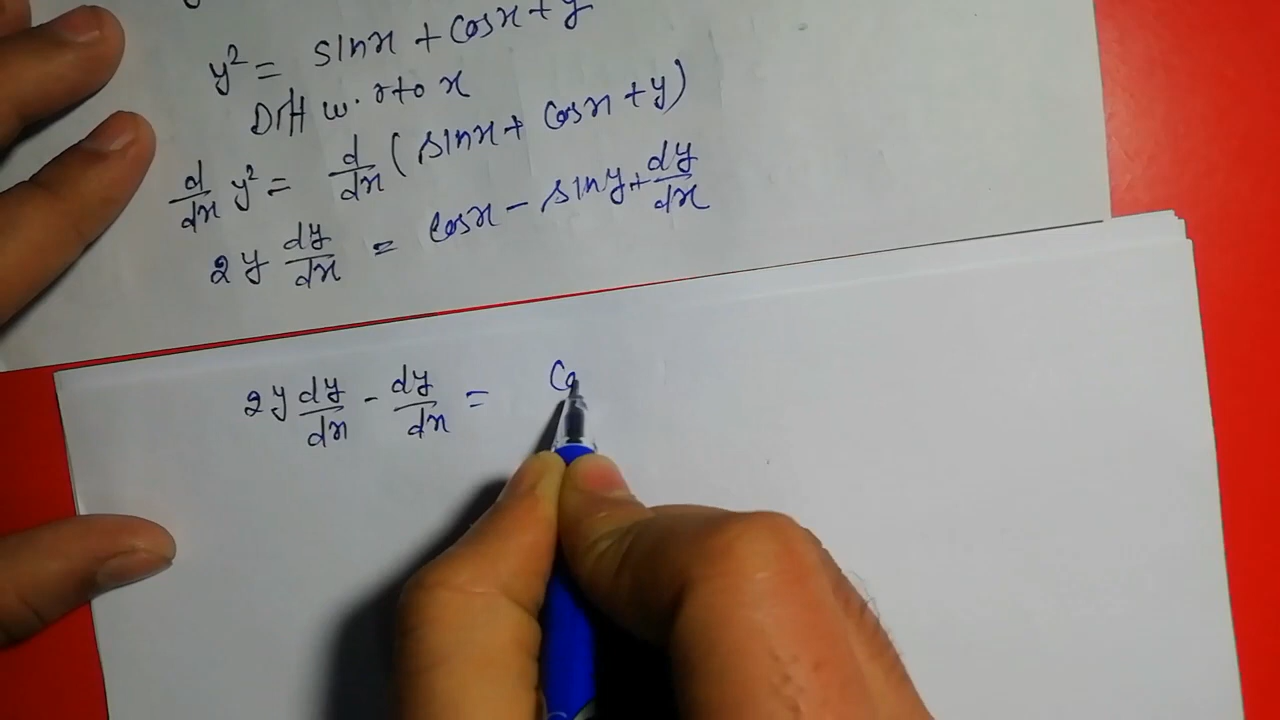 y² = sinx + cosx + y
Diff w. r to x
d/dx y² = d/dx (sinx + cosx + y)
2y dy/dx = cosx - siny + dy/dx
2y dy/dx - dy/dx = Co